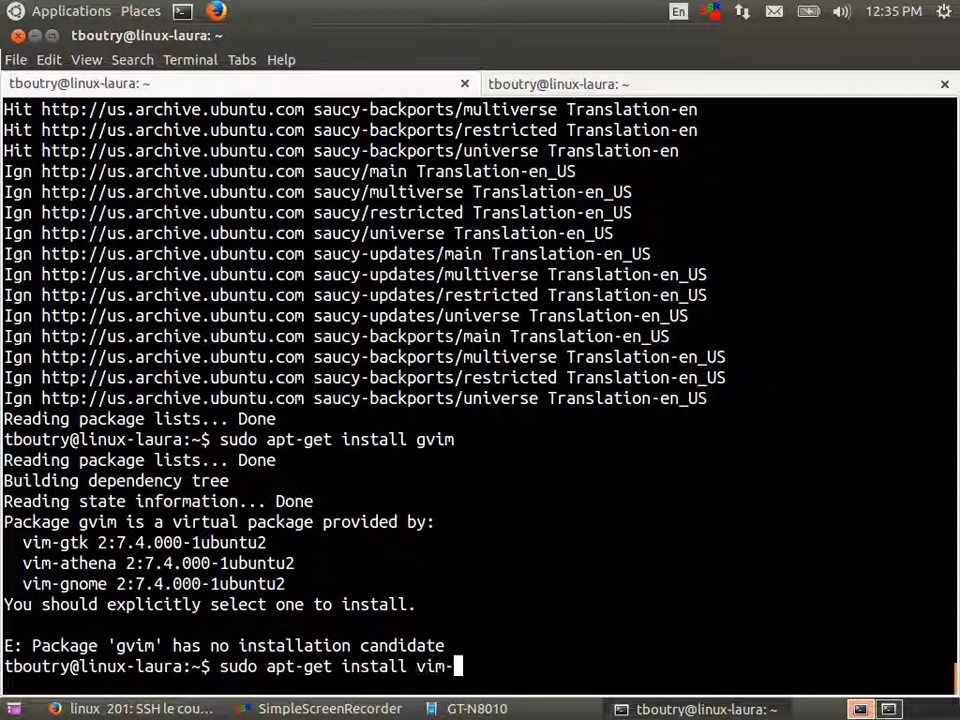 Applications Places En 12:35 PM
tboutry@linux-laura: ~
File Edit View Search Terminal Tabs Help
tboutry@linux-laura: ~ × tboutry@linux-laura: ~ ×
Hit http://us.archive.ubuntu.com saucy-backports/multiverse Translation-en
Hit http://us.archive.ubuntu.com saucy-backports/restricted Translation-en
Hit http://us.archive.ubuntu.com saucy-backports/universe Translation-en
Ign http://us.archive.ubuntu.com saucy/main Translation-en_US
Ign http://us.archive.ubuntu.com saucy/multiverse Translation-en_US
Ign http://us.archive.ubuntu.com saucy/restricted Translation-en_US
Ign http://us.archive.ubuntu.com saucy/universe Translation-en_US
Ign http://us.archive.ubuntu.com saucy-updates/main Translation-en_US
Ign http://us.archive.ubuntu.com saucy-updates/multiverse Translation-en_US
Ign http://us.archive.ubuntu.com saucy-updates/restricted Translation-en_US
Ign http://us.archive.ubuntu.com saucy-updates/universe Translation-en_US
Ign http://us.archive.ubuntu.com saucy-backports/main Translation-en_US
Ign http://us.archive.ubuntu.com saucy-backports/multiverse Translation-en_US
Ign http://us.archive.ubuntu.com saucy-backports/restricted Translation-en_US
Ign http://us.archive.ubuntu.com saucy-backports/universe Translation-en_US
Reading package lists... Done
tboutry@linux-laura:~$ sudo apt-get install gvim
Reading package lists... Done
Building dependency tree
Reading state information... Done
Package gvim is a virtual package provided by:
  vim-gtk 2:7.4.000-1ubuntu2
  vim-athena 2:7.4.000-1ubuntu2
  vim-gnome 2:7.4.000-1ubuntu2
You should explicitly select one to install.
E: Package 'gvim' has no installation candidate
tboutry@linux-laura:~$ sudo apt-get install vim-
linux_201: SSH le cou... SimpleScreenRecorder GT-N8010 tboutry@linux-laura: ~